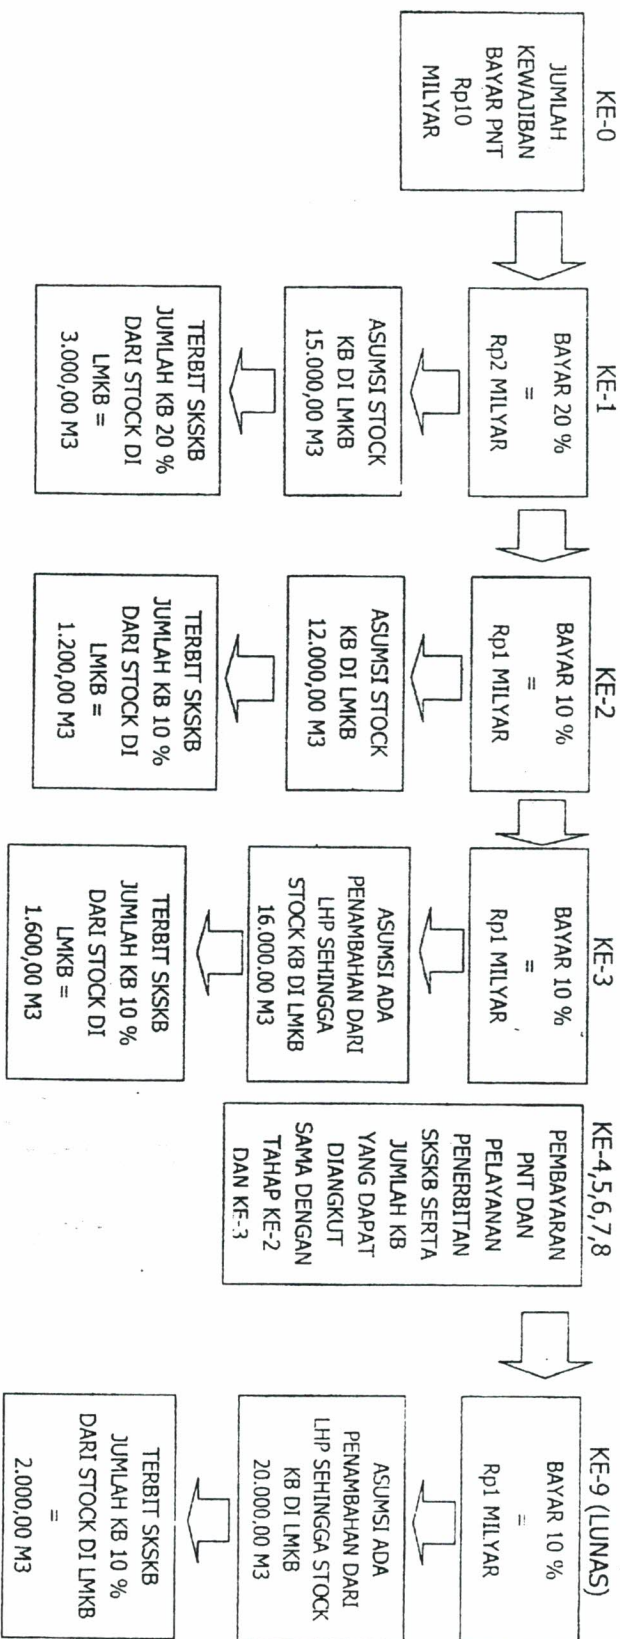 KE-0
JUMLAH
KEWAJIBAN
BAYAR PNT
Rp10
MILYAR
KE-1
BAYAR 20 %
=
Rp2 MILYAR
ASUMSI STOCK
KB DI LMKB
15.000,00 M3
TERBIT SKSKB
JUMLAH KB 20 %
DARI STOCK DI
LMKB =
3.000,00 M3
KE-2
BAYAR 10 %
=
Rp1 MILYAR
ASUMSI STOCK
KB DI LMKB
12.000,00 M3
TERBIT SKSKB
JUMLAH KB 10 %
DARI STOCK DI
LMKB =
1.200,00 M3
KE-3
BAYAR 10 %
=
Rp1 MILYAR
ASUMSI ADA
PENAMBAHAN DARI
LHP SEHINGGA
STOCK KB DI LMKB
16.000.00 M3
TERBIT SKSKB
JUMLAH KB 10 %
DARI STOCK DI
LMKB =
1.600,00 M3
KE-4,5,6,7,8
PEMBAYARAN
PNT DAN
PELAYANAN
PENERBITAN
SKSKB SERTA
JUMLAH KB
YANG DAPAT
DIANGKUT
SAMA DENGAN
TAHAP KE-2
DAN KE-3
KE-9 (LUNAS)
BAYAR 10 %
=
Rp1 MILYAR
ASUMSI ADA
PENAMBAHAN DARI
LHP SEHINGGA STOCK
KB DI LMKB
20.000,00 M3
TERBIT SKSKB
JUMLAH KB 10 %
DARI STOCK DI LMKB
=
2.000,00 M3